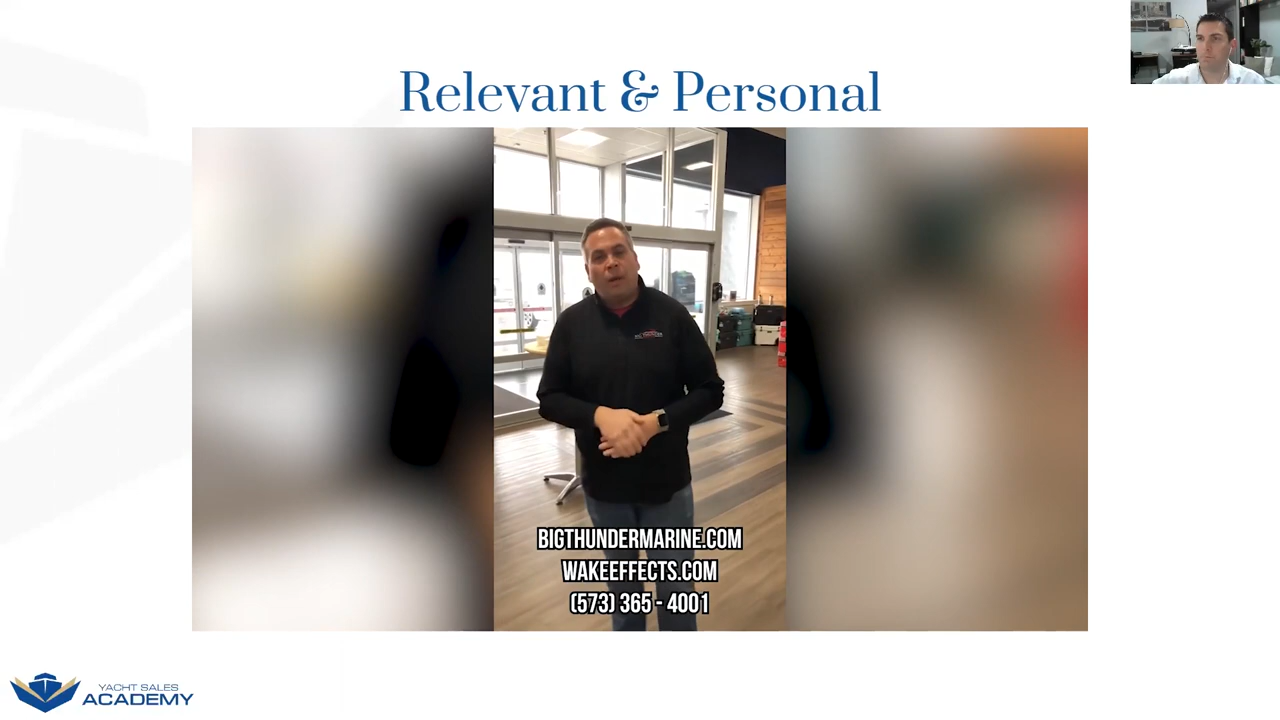 Relevant & Personal
BIGTHUNDERMARINE.COM
WAKEEFFECTS.COM
(573) 365 - 4001
YACHT SALES
ACADEMY